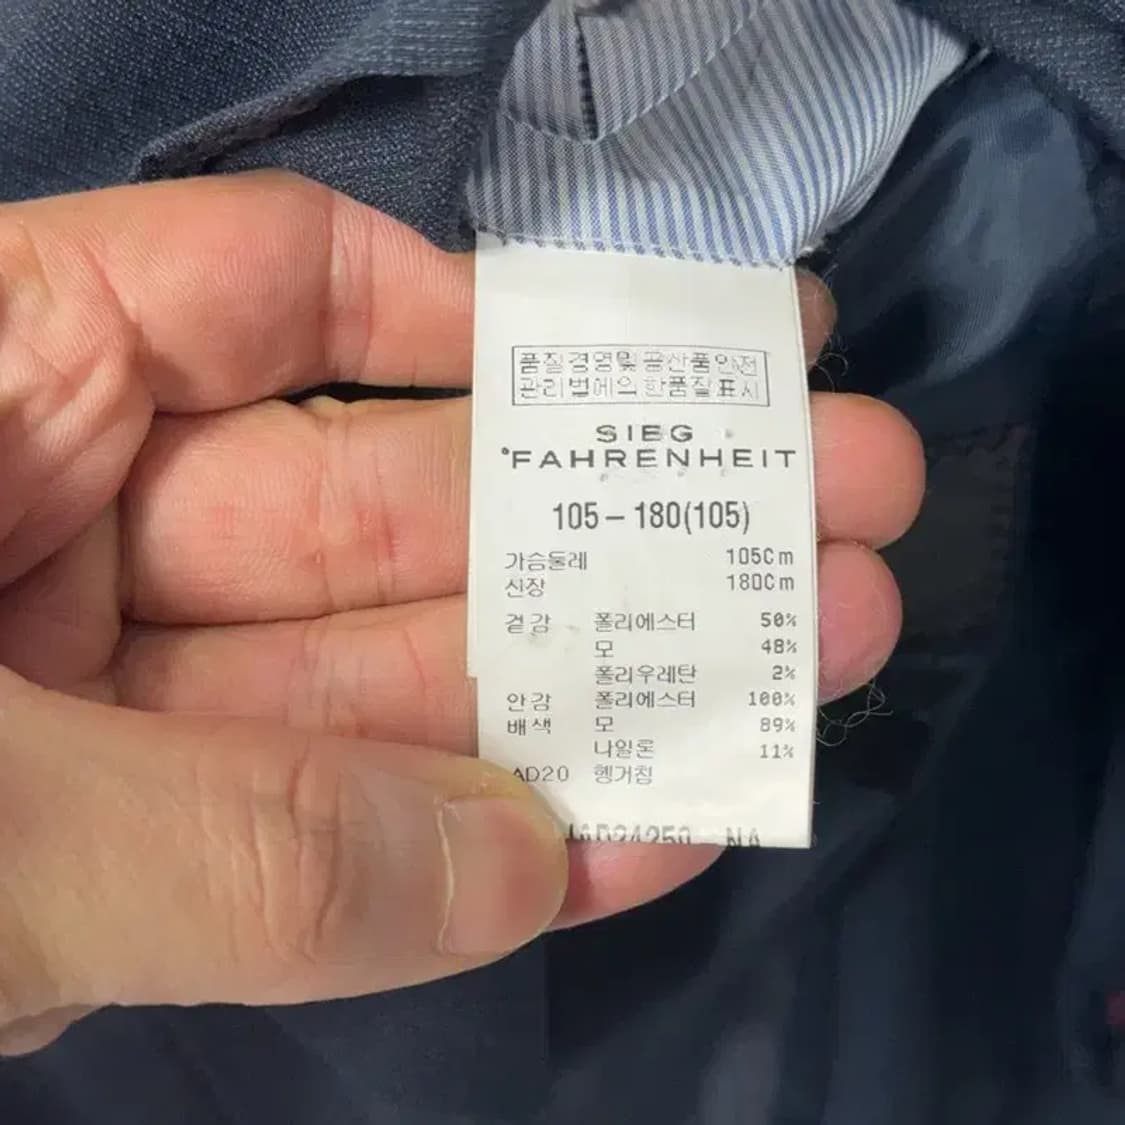 품질경영및공산품안전
관리법에의한품질표시
SIEG
FAHRENHEIT
105-180(105)
가슴둘레 105Cm
신장 180Cm
겉감 폴리에스터 50%
모 48%
폴리우레탄 2%
안감 폴리에스터 100%
배색 모 89%
나일론 11%
AD20 헹거침
NA